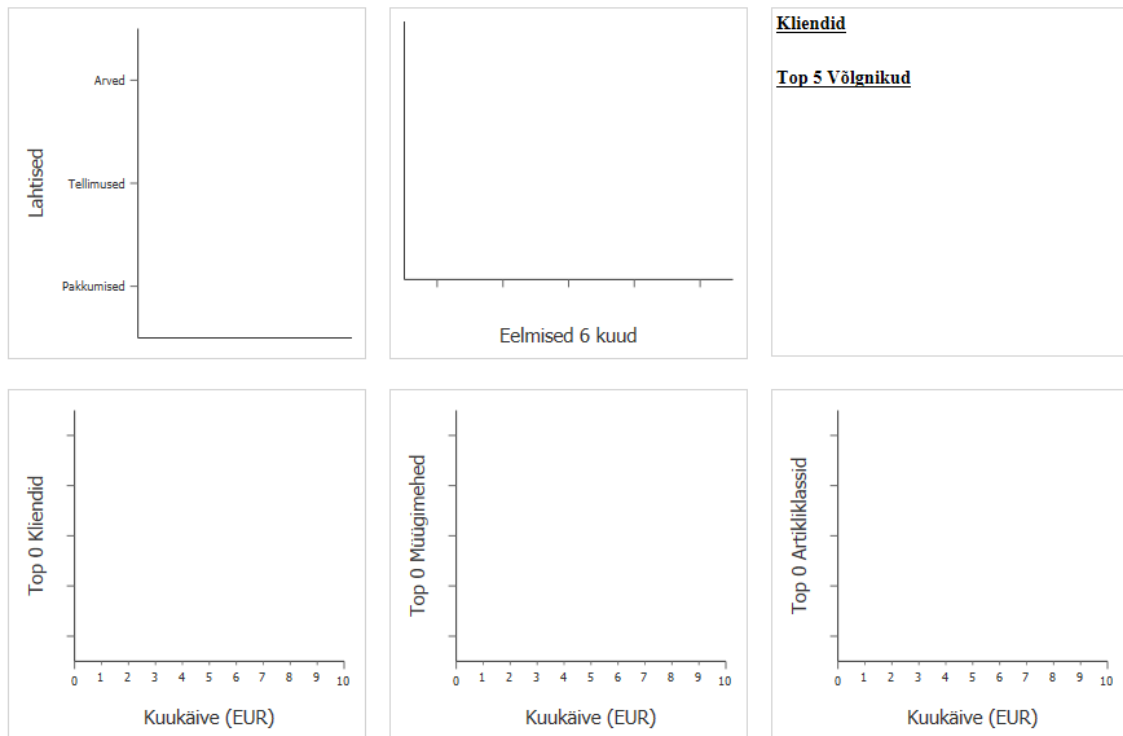 Lahtised
Arved
Tellimused
Pakkumised
Eelmised 6 kuud
Kliendid
Top 5 Võlgnikud
Top 0 Kliendid
0 1 2 3 4 5 6 7 8 9 10
Kuukäive (EUR)
Top 0 Müügimehed
0 1 2 3 4 5 6 7 8 9 10
Kuukäive (EUR)
Top 0 Artikliklassid
0 1 2 3 4 5 6 7 8 9 10
Kuukäive (EUR)